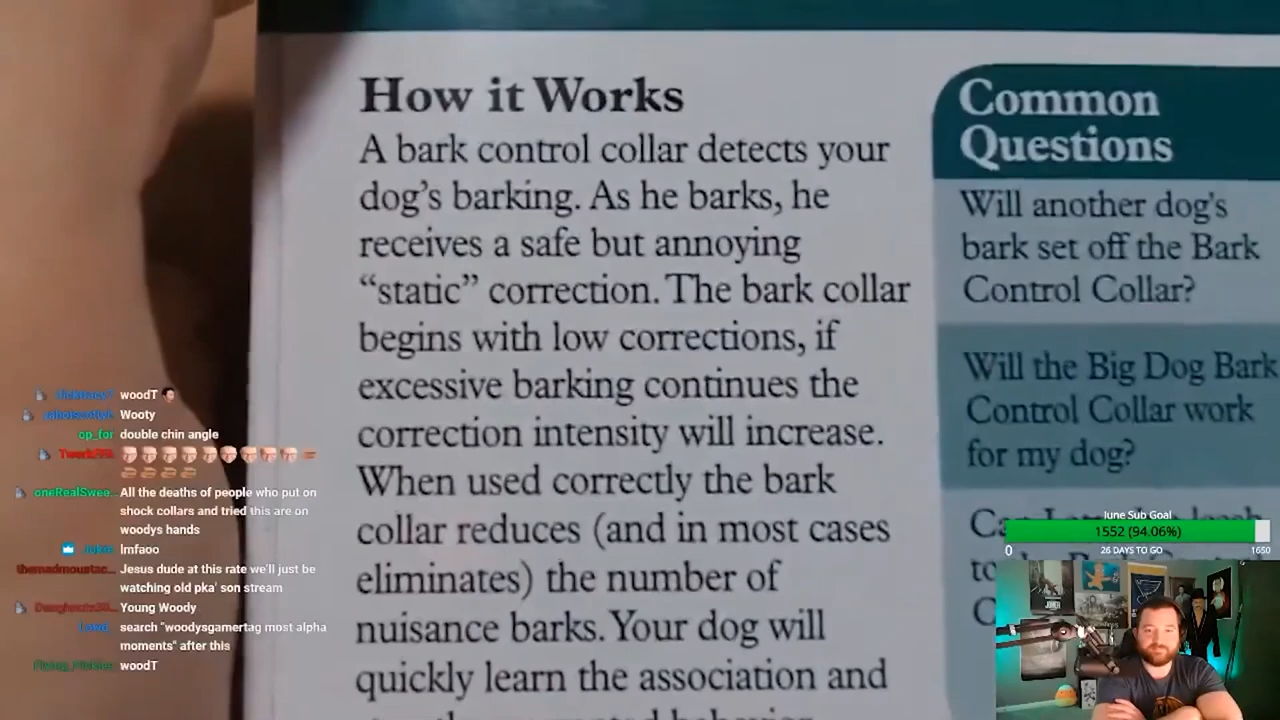 How it Works
A bark control collar detects your
dog's barking. As he barks, he
receives a safe but annoying
“static” correction. The bark collar
begins with low corrections, if
excessive barking continues the
correction intensity will increase.
When used correctly the bark
collar reduces (and in most cases
eliminates) the number of
nuisance barks. Your dog will
quickly learn the association and
Common
Questions
Will another dog's
bark set off the Bark
Control Collar?
Will the Big Dog Bark
Control Collar work
for my dog?
woodT
Wooty
op_for double chin angle
oneRealSwee... All the deaths of people who put on
shock collars and tried this are on
woodys hands
lmfaoo
themadmoustac... Jesus dude at this rate we'll just be
watching old pka' son stream
Young Woody
search "woodysgamertag most alpha
moments" after this
woodT
June Sub Goal
1552 (94.06%)
0 26 DAYS TO GO 1650